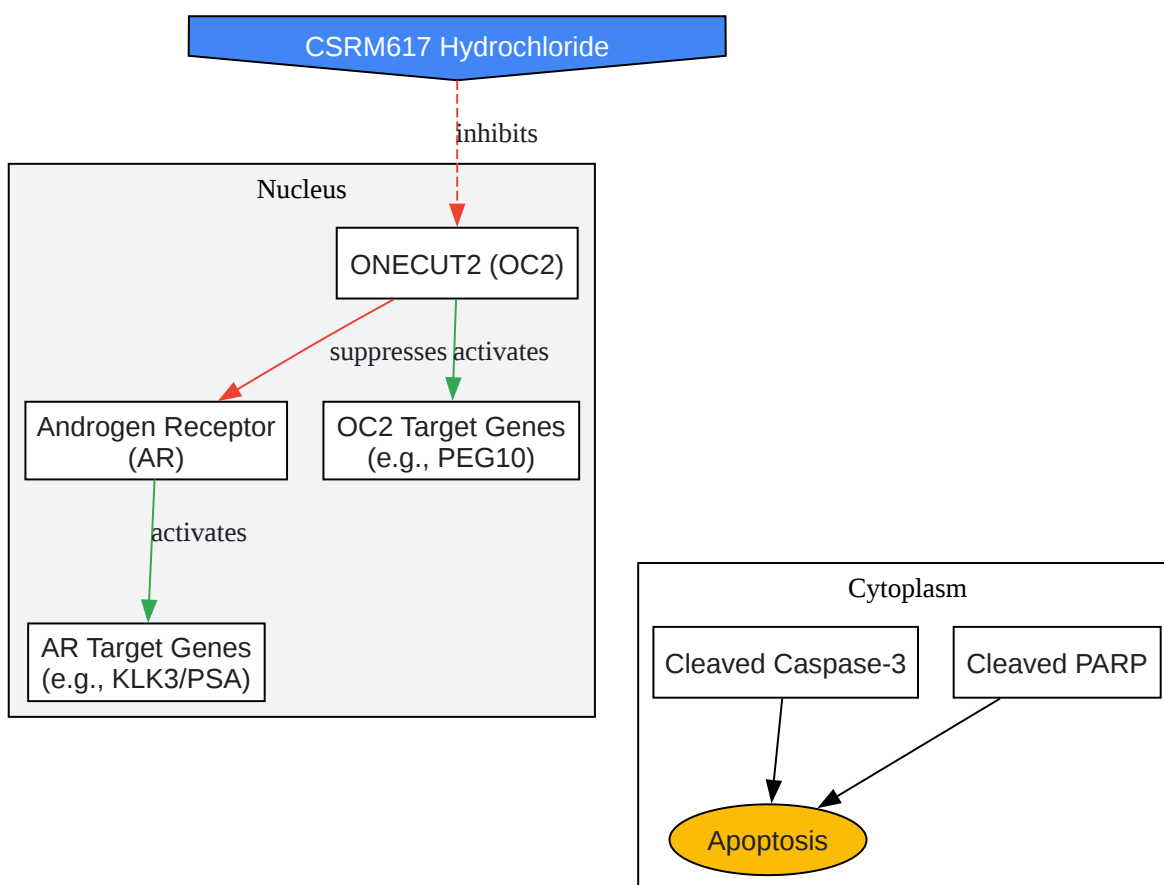 CSRM617 Hydrochloride
inhibits
Nucleus
ONECUT2 (OC2)
suppresses
activates
Androgen Receptor
(AR)
OC2 Target Genes
(e.g., PEG10)
activates
AR Target Genes
(e.g., KLK3/PSA)
Cytoplasm
Cleaved Caspase-3
Cleaved PARP
Apoptosis